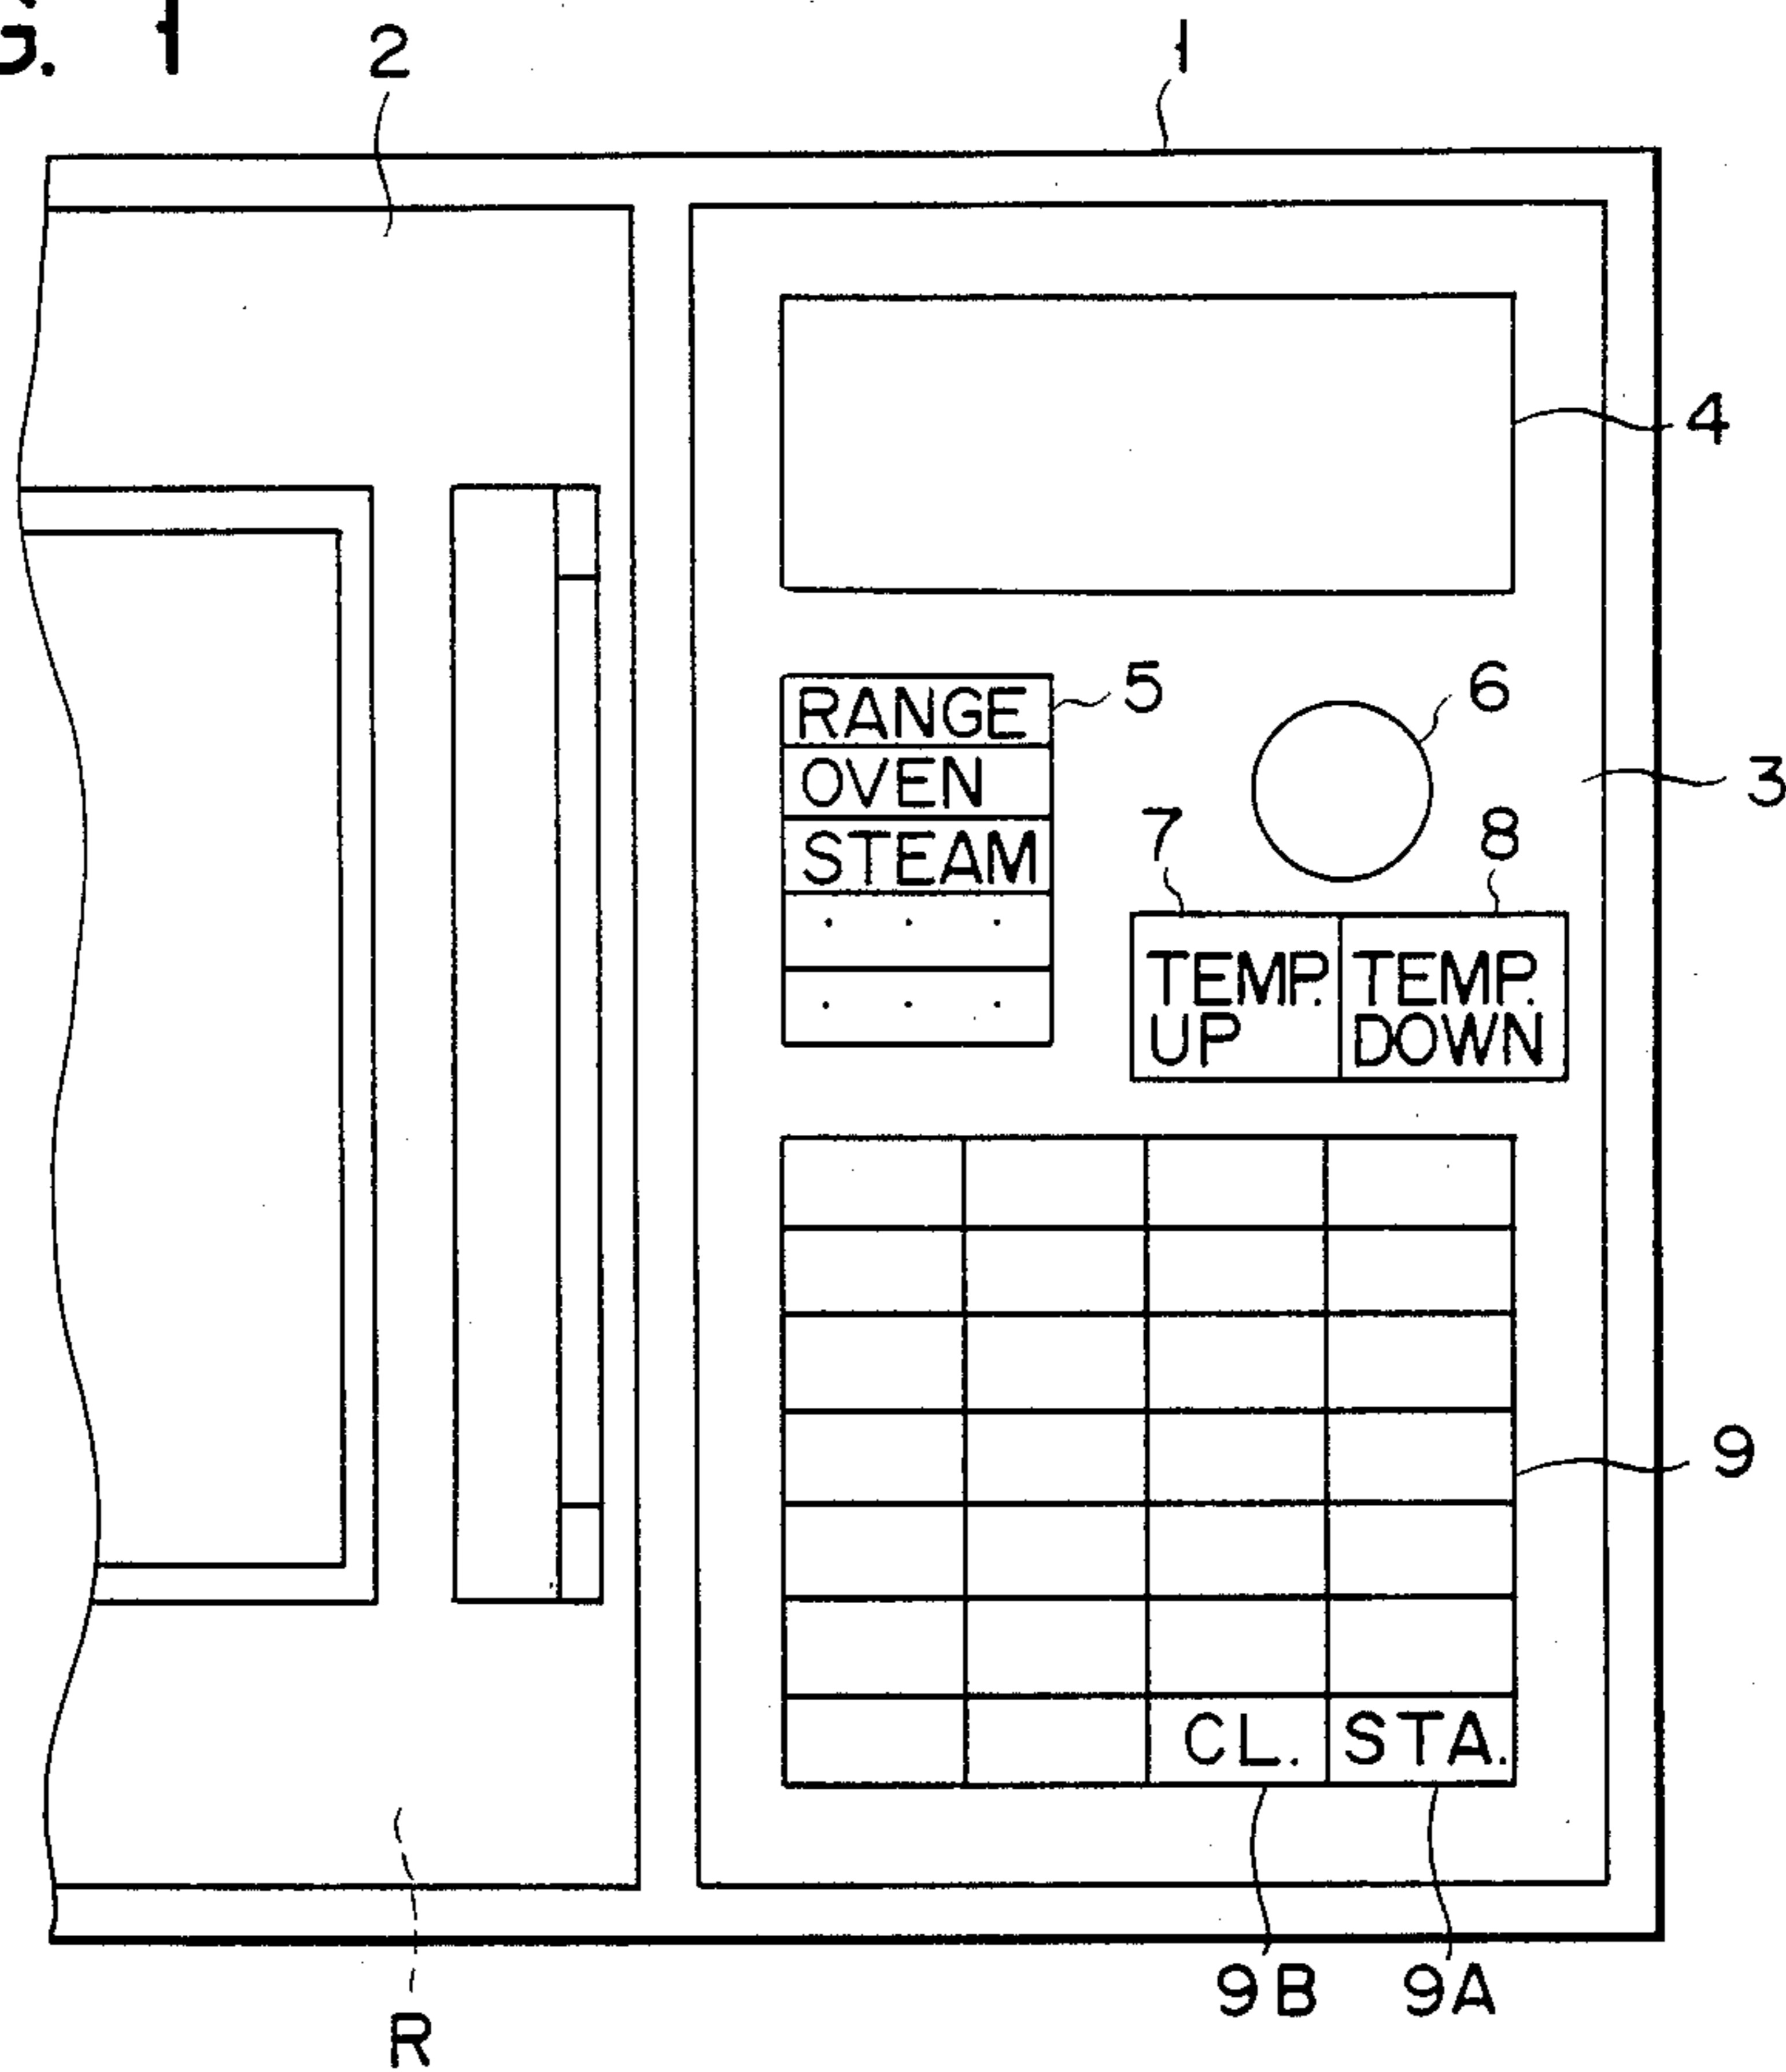 G. 1
2
1
4
RANGE
5
6
OVEN
3
STEAM
7
8
. . .
. . .
TEMP. UP
TEMP. DOWN
9
CL.
STA.
9B
9A
R